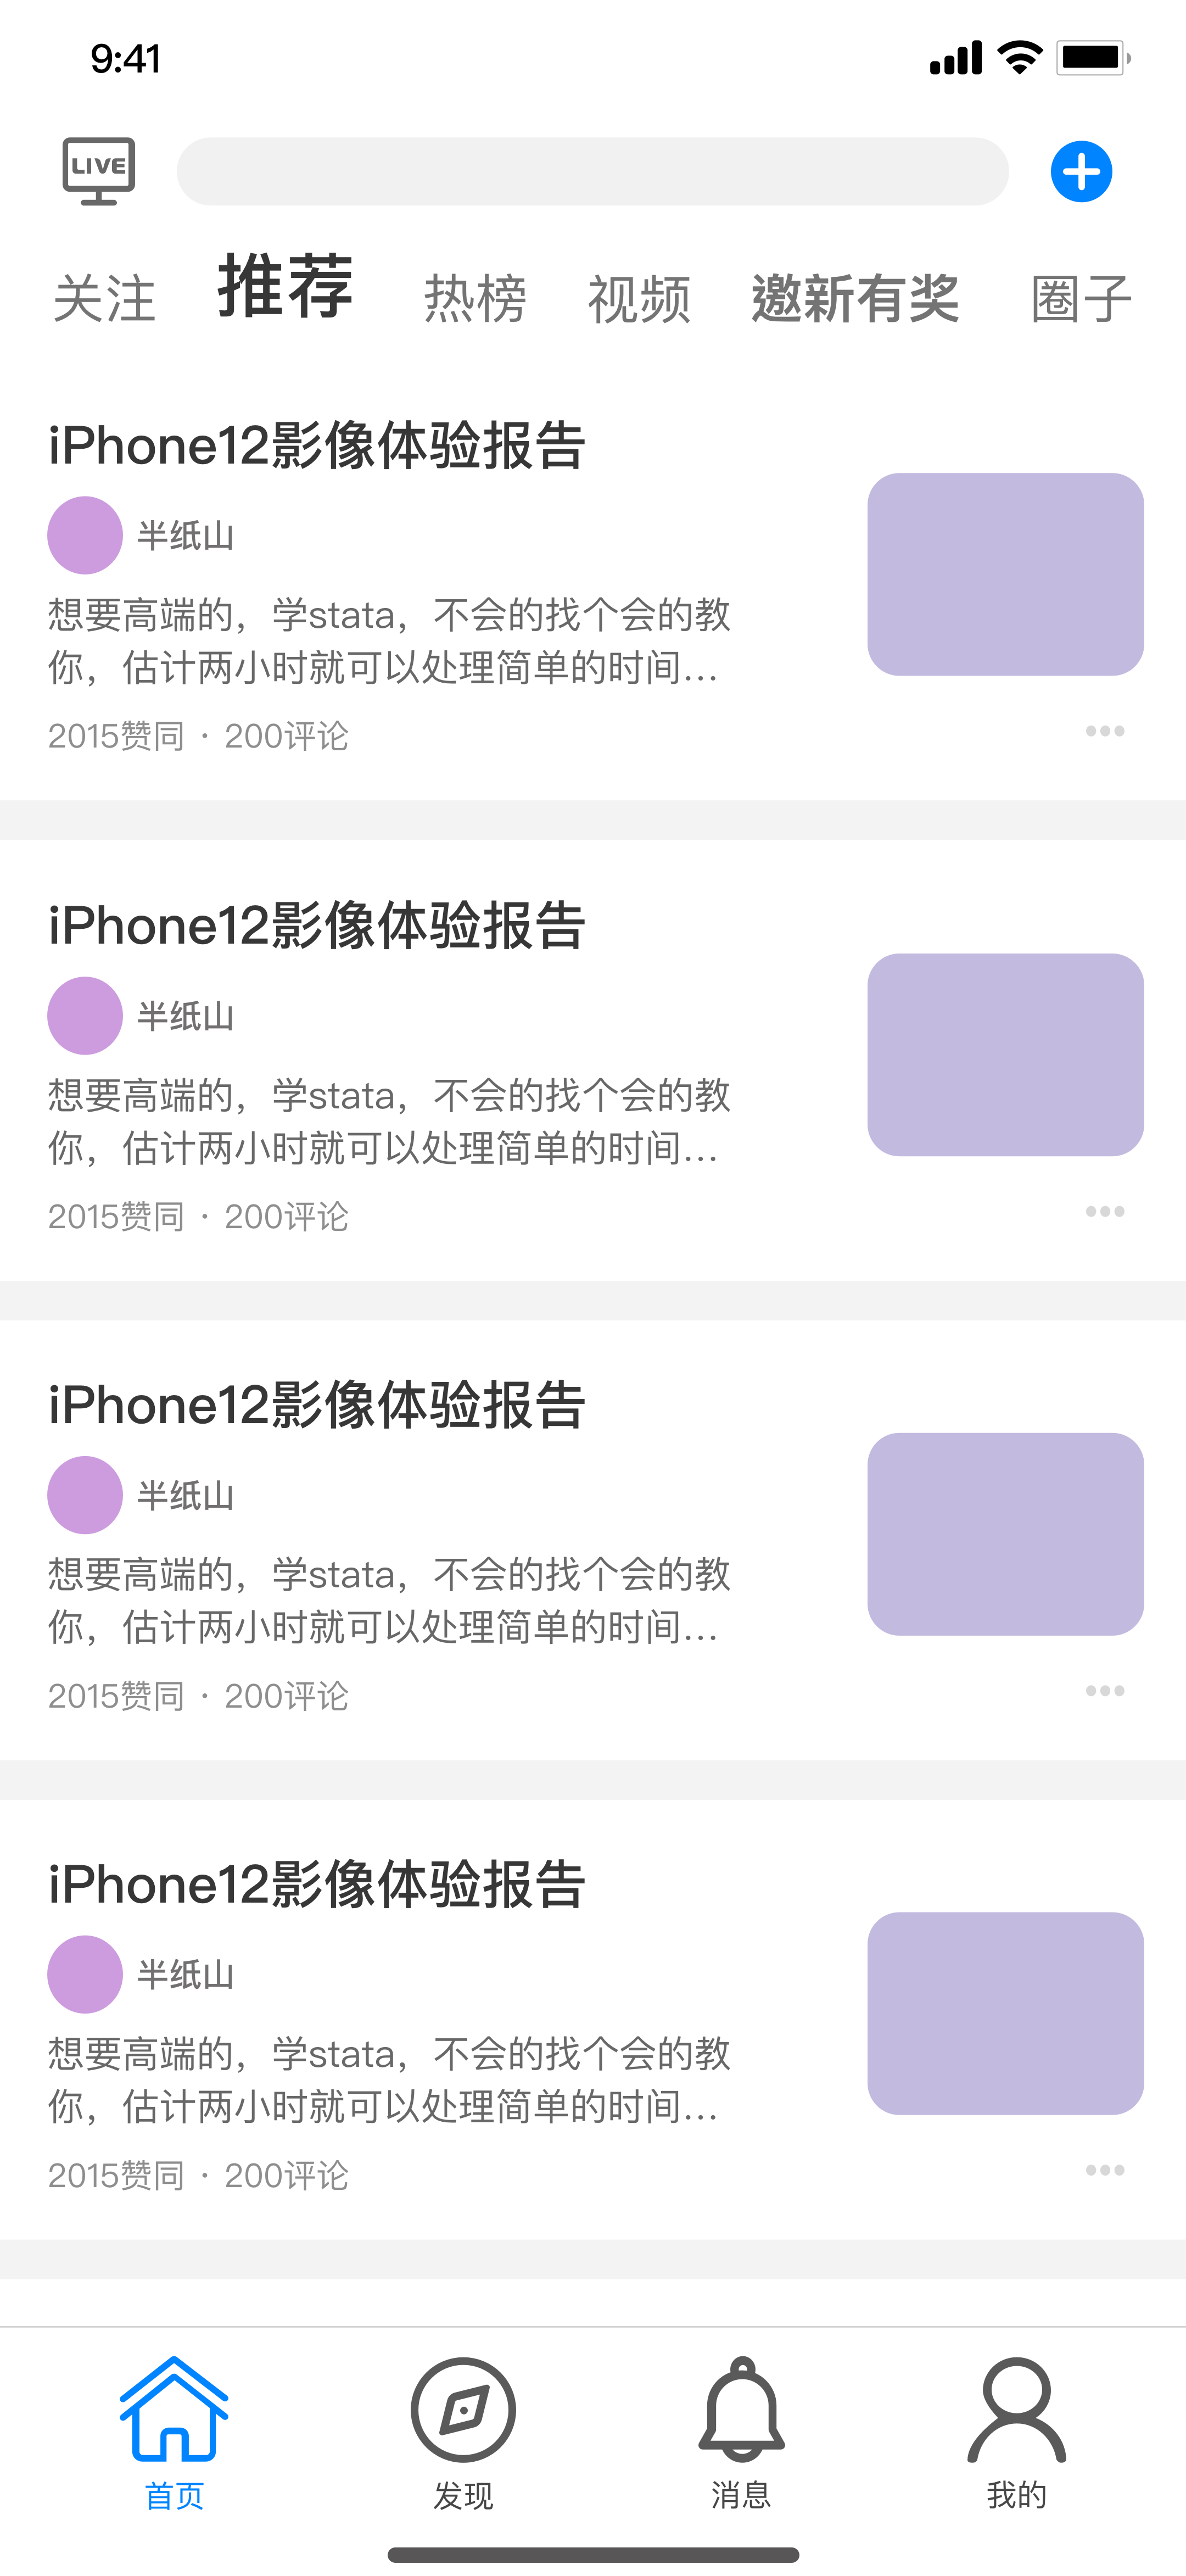 9:41
LIVE
关注 推荐 热榜 视频 邀新有奖 圈子
iPhone12影像体验报告
半纸山
想要高端的，学stata，不会的找个会的教
你，估计两小时就可以处理简单的时间...
2015赞同 · 200评论
iPhone12影像体验报告
半纸山
想要高端的，学stata，不会的找个会的教
你，估计两小时就可以处理简单的时间...
2015赞同 · 200评论
iPhone12影像体验报告
半纸山
想要高端的，学stata，不会的找个会的教
你，估计两小时就可以处理简单的时间...
2015赞同 · 200评论
iPhone12影像体验报告
半纸山
想要高端的，学stata，不会的找个会的教
你，估计两小时就可以处理简单的时间...
2015赞同 · 200评论
首页 发现 消息 我的